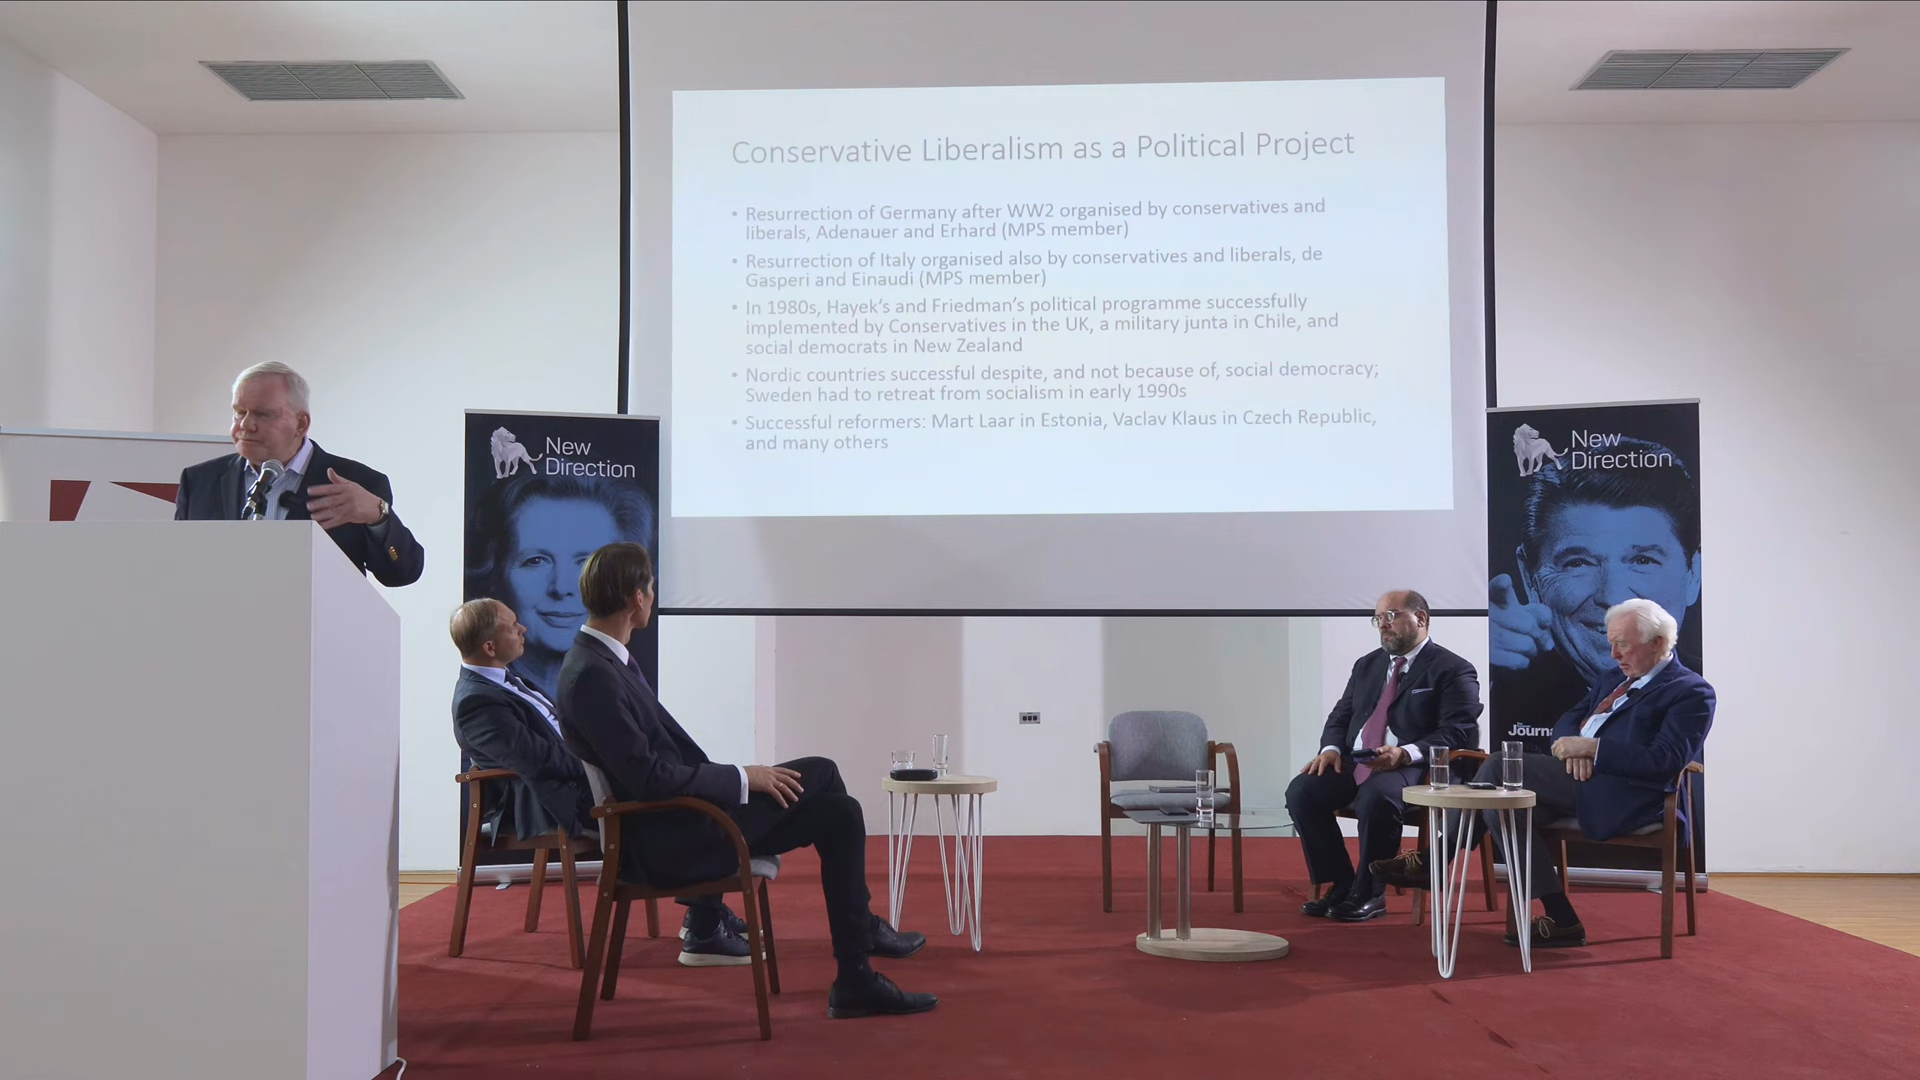 Conservative Liberalism as a Political Project
• Resurrection of Germany after WW2 organised by conservatives and
liberals, Adenauer and Erhard (MPS member)
• Resurrection of Italy organised also by conservatives and liberals, de
Gasperi and Einaudi (MPS member)
• In 1980s, Hayek's and Friedman's political programme successfully
implemented by Conservatives in the UK, a military junta in Chile, and
social democrats in New Zealand
• Nordic countries successful despite, and not because of, social democracy;
Sweden had to retreat from socialism in early 1990s
• Successful reformers: Mart Laar in Estonia, Vaclav Klaus in Czech Republic,
and many others
New
Direction
New
Direction